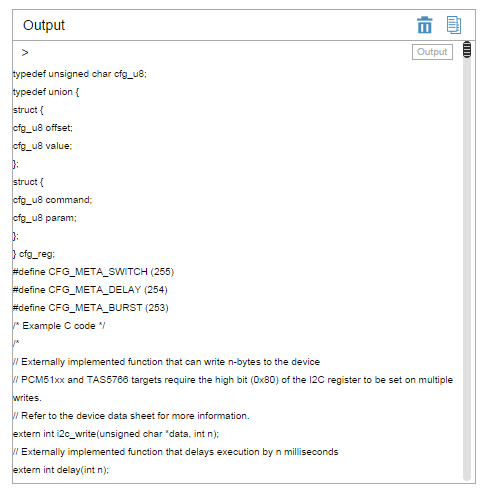 Output
>
Output
typedef unsigned char cfg_u8;
typedef union {
struct {
cfg_u8 offset;
cfg_u8 value;
};
struct {
cfg_u8 command;
cfg_u8 param;
};
} cfg_reg;
#define CFG_META_SWITCH (255)
#define CFG_META_DELAY (254)
#define CFG_META_BURST (253)
/* Example C code */
/*
// Externally implemented function that can write n-bytes to the device
// PCM51xx and TAS5766 targets require the high bit (0x80) of the I2C register to be set on multiple
writes.
// Refer to the device data sheet for more information.
extern int i2c_write(unsigned char *data, int n);
// Externally implemented function that delays execution by n milliseconds
extern int delay(int n);